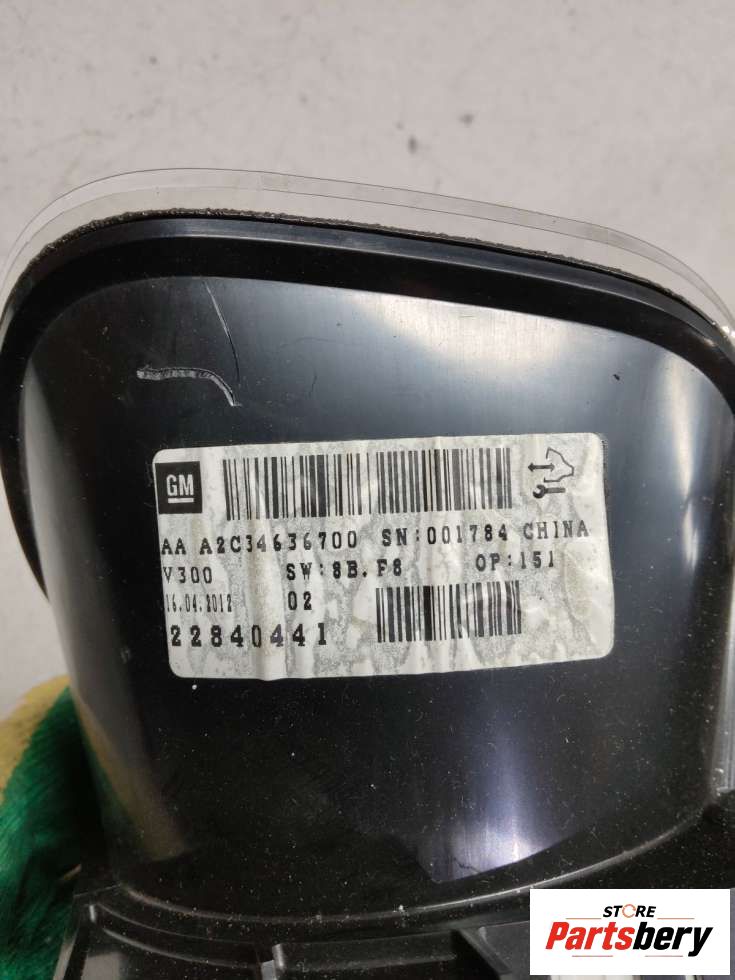 GM
AA A2C34636700 SN:001784 CHINA
V300 SW:8B.F8 OP:151
16.04.2012 02
22840441
STORE
Partsbery